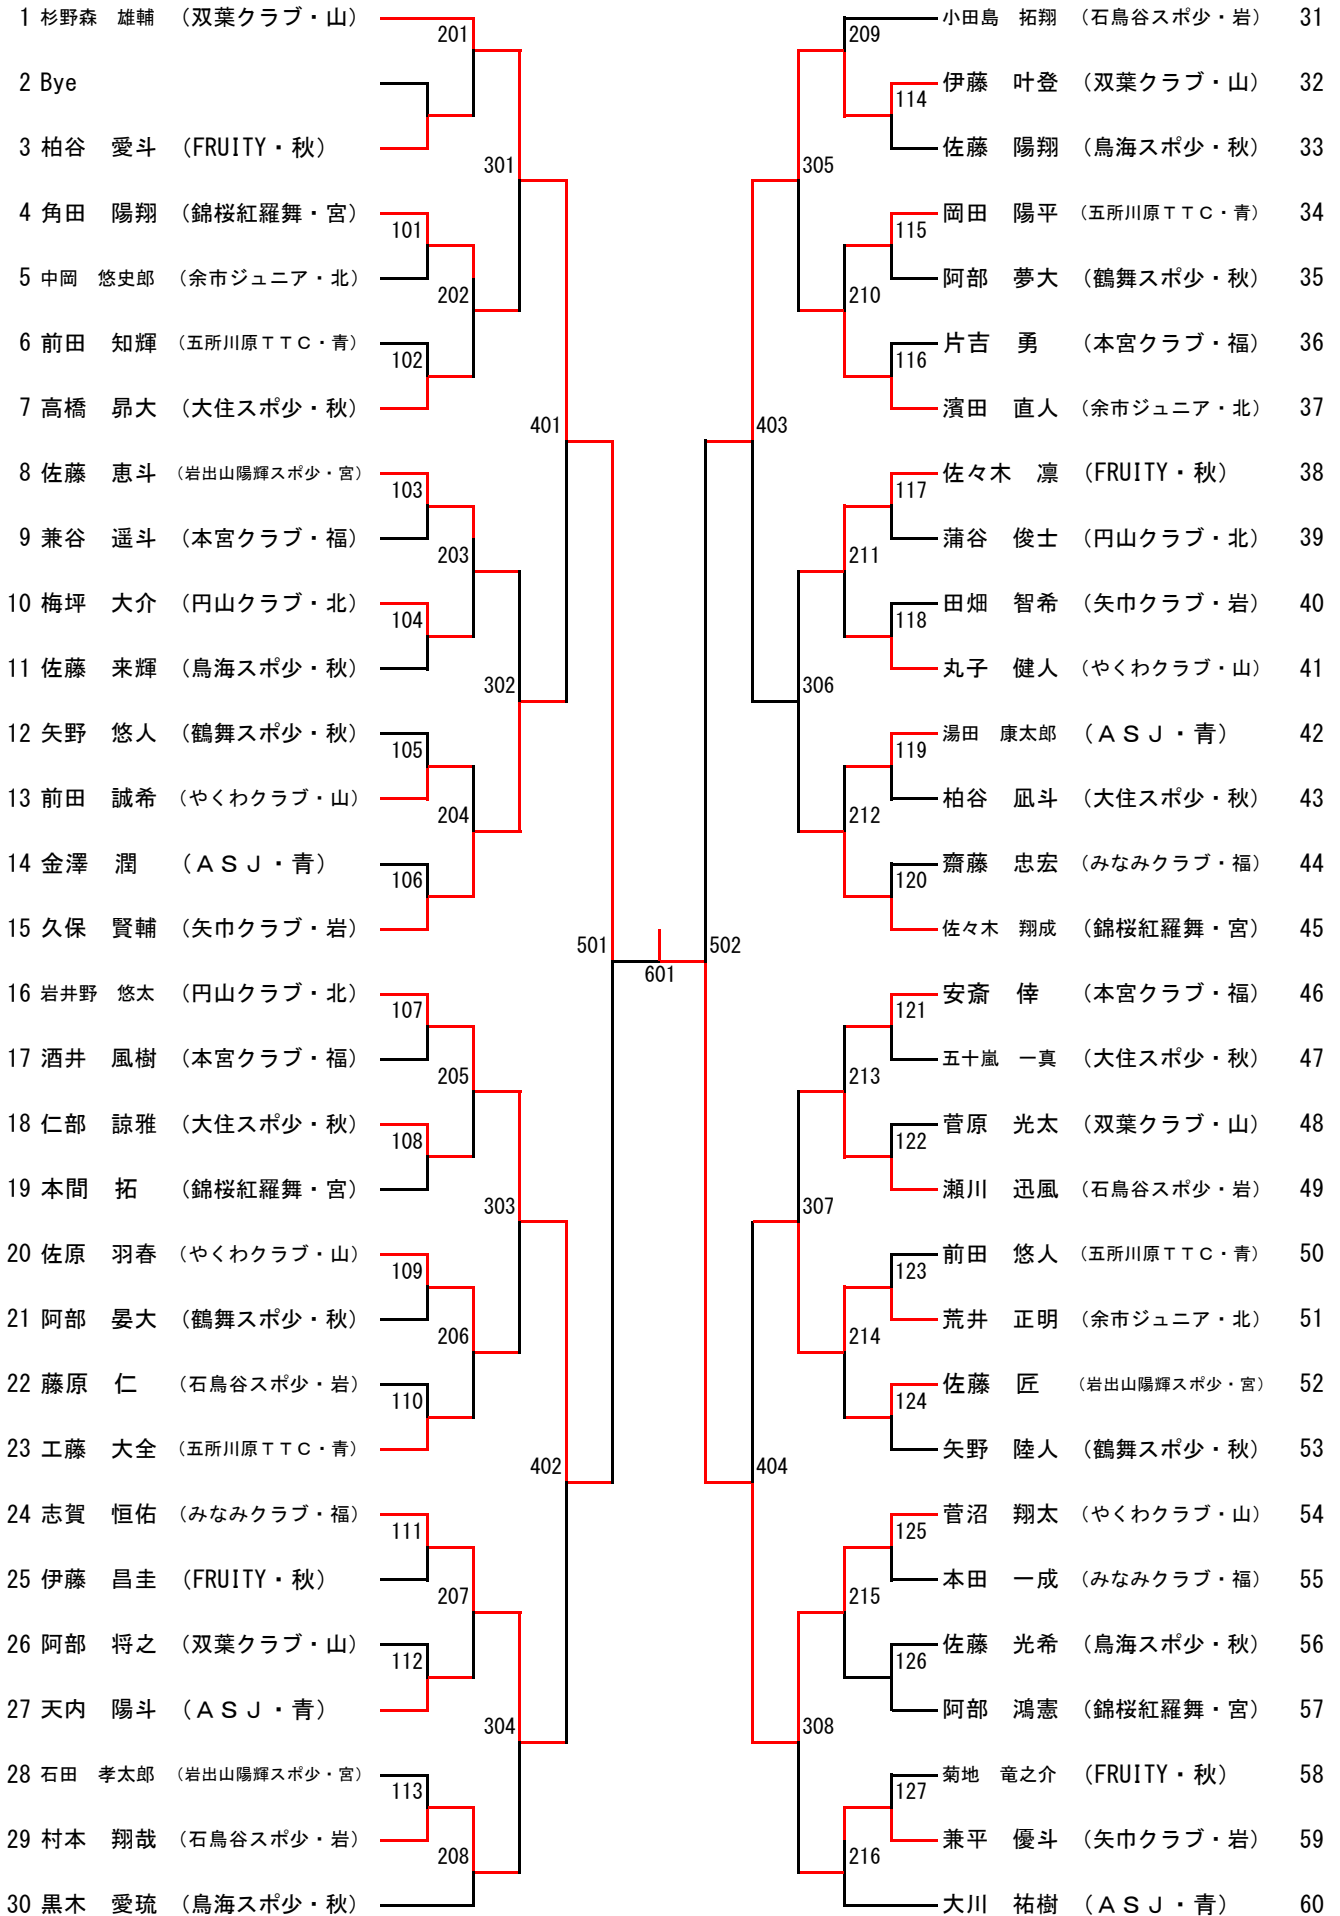 1 杉野森 雄輔 （双葉クラブ・山）
2 Bye
3 柏谷 愛斗 （FRUITY・秋）
4 角田 陽翔 （錦桜紅羅舞・宮）
5 中岡 悠史郎 （余市ジュニア・北）
6 前田 知輝 （五所川原ＴＴＣ・青）
7 高橋 昴大 （大住スポ少・秋）
8 佐藤 恵斗 （岩出山陽輝スポ少・宮）
9 兼谷 遥斗 （本宮クラブ・福）
10 梅坪 大介 （円山クラブ・北）
11 佐藤 来輝 （鳥海スポ少・秋）
12 矢野 悠人 （鶴舞スポ少・秋）
13 前田 誠希 （やくわクラブ・山）
14 金澤 潤 （ＡＳＪ・青）
15 久保 賢輔 （矢巾クラブ・岩）
16 岩井野 悠太 （円山クラブ・北）
17 酒井 風樹 （本宮クラブ・福）
18 仁部 諒雅 （大住スポ少・秋）
19 本間 拓 （錦桜紅羅舞・宮）
20 佐原 羽春 （やくわクラブ・山）
21 阿部 晏大 （鶴舞スポ少・秋）
22 藤原 仁 （石鳥谷スポ少・岩）
23 工藤 大全 （五所川原ＴＴＣ・青）
24 志賀 恒佑 （みなみクラブ・福）
25 伊藤 昌圭 （FRUITY・秋）
26 阿部 将之 （双葉クラブ・山）
27 天内 陽斗 （ＡＳＪ・青）
28 石田 孝太郎 （岩出山陽輝スポ少・宮）
29 村本 翔哉 （石鳥谷スポ少・岩）
30 黒木 愛琉 （鳥海スポ少・秋）
101
102
103
104
105
106
107
108
109
110
111
112
113
201
202
203
204
205
206
207
208
301
302
303
304
401
402
501
601
502
403
404
305
306
307
308
209
210
211
212
213
214
215
216
114
115
116
117
118
119
120
121
122
123
124
125
126
127
小田島 拓翔 （石鳥谷スポ少・岩） 31
伊藤 叶登 （双葉クラブ・山） 32
佐藤 陽翔 （鳥海スポ少・秋） 33
岡田 陽平 （五所川原ＴＴＣ・青） 34
阿部 夢大 （鶴舞スポ少・秋） 35
片吉 勇 （本宮クラブ・福） 36
濱田 直人 （余市ジュニア・北） 37
佐々木 凛 （FRUITY・秋） 38
蒲谷 俊士 （円山クラブ・北） 39
田畑 智希 （矢巾クラブ・岩） 40
丸子 健人 （やくわクラブ・山） 41
湯田 康太郎 （ＡＳＪ・青） 42
柏谷 凪斗 （大住スポ少・秋） 43
齋藤 忠宏 （みなみクラブ・福） 44
佐々木 翔成 （錦桜紅羅舞・宮） 45
安斎 倖 （本宮クラブ・福） 46
五十嵐 一真 （大住スポ少・秋） 47
菅原 光太 （双葉クラブ・山） 48
瀬川 迅風 （石鳥谷スポ少・岩） 49
前田 悠人 （五所川原ＴＴＣ・青） 50
荒井 正明 （余市ジュニア・北） 51
佐藤 匠 （岩出山陽輝スポ少・宮） 52
矢野 陸人 （鶴舞スポ少・秋） 53
菅沼 翔太 （やくわクラブ・山） 54
本田 一成 （みなみクラブ・福） 55
佐藤 光希 （鳥海スポ少・秋） 56
阿部 鴻憲 （錦桜紅羅舞・宮） 57
菊地 竜之介 （FRUITY・秋） 58
兼平 優斗 （矢巾クラブ・岩） 59
大川 祐樹 （ＡＳＪ・青） 60